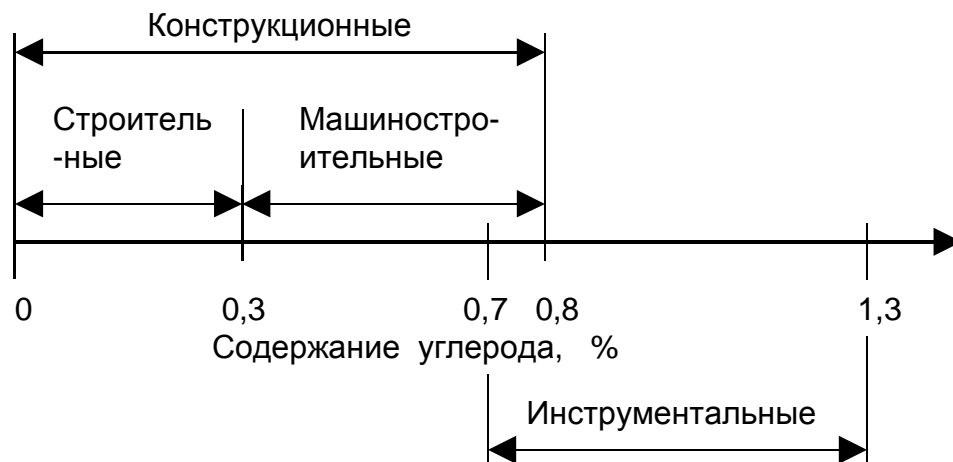 Конструкционные
Строитель
-ные
Машиностро-
ительные
0 0,3 0,7 0,8 1,3
Содержание углерода, %
Инструментальные